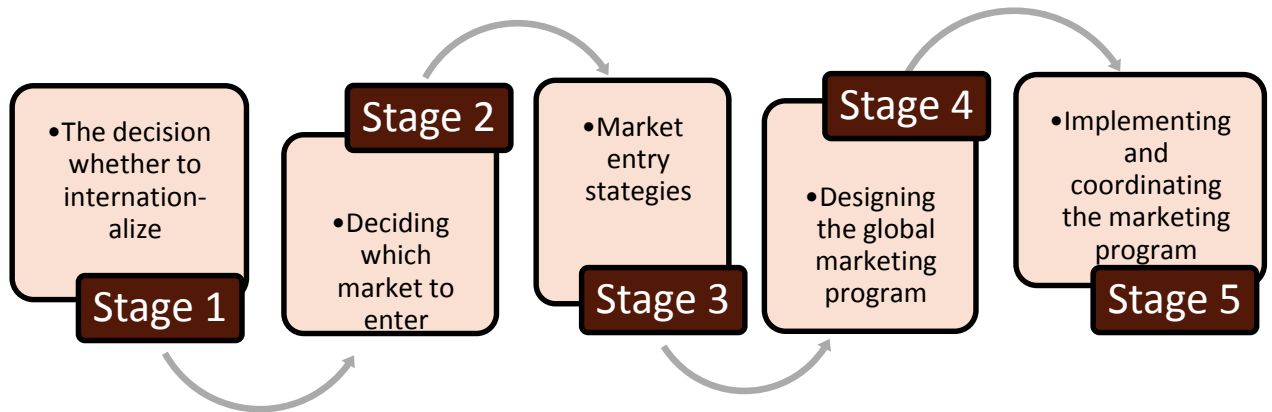 •The decision
whether to
internation-
alize
Stage 1
Stage 2
•Deciding
which
market to
enter
•Market
entry
stategies
Stage 3
Stage 4
•Designing
the global
marketing
program
•Implementing
and
coordinating
the marketing
program
Stage 5